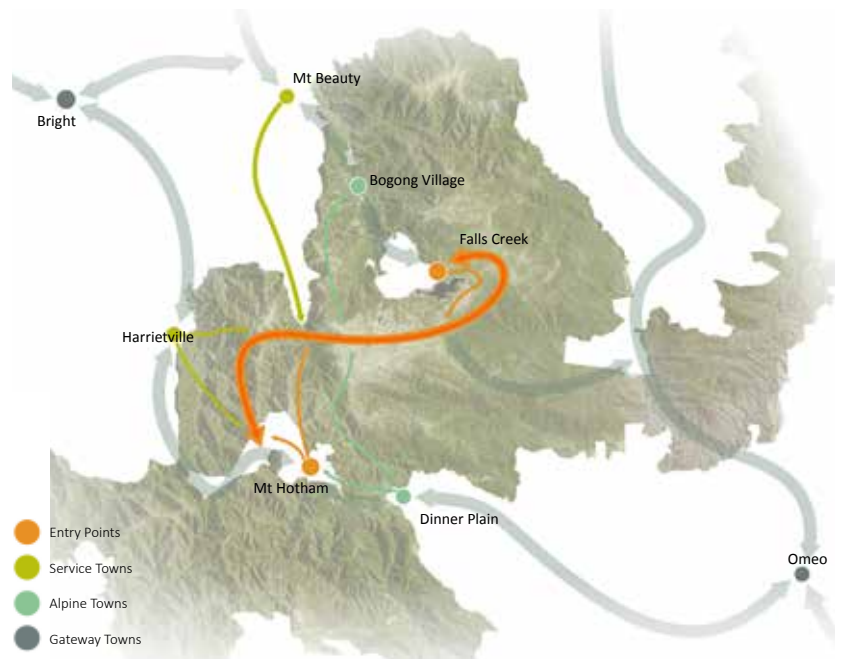 Mt Beauty
Bright
Bogong Village
Falls Creek
Harrietville
Mt Hotham
Dinner Plain
Omeo
Entry Points
Service Towns
Alpine Towns
Gateway Towns